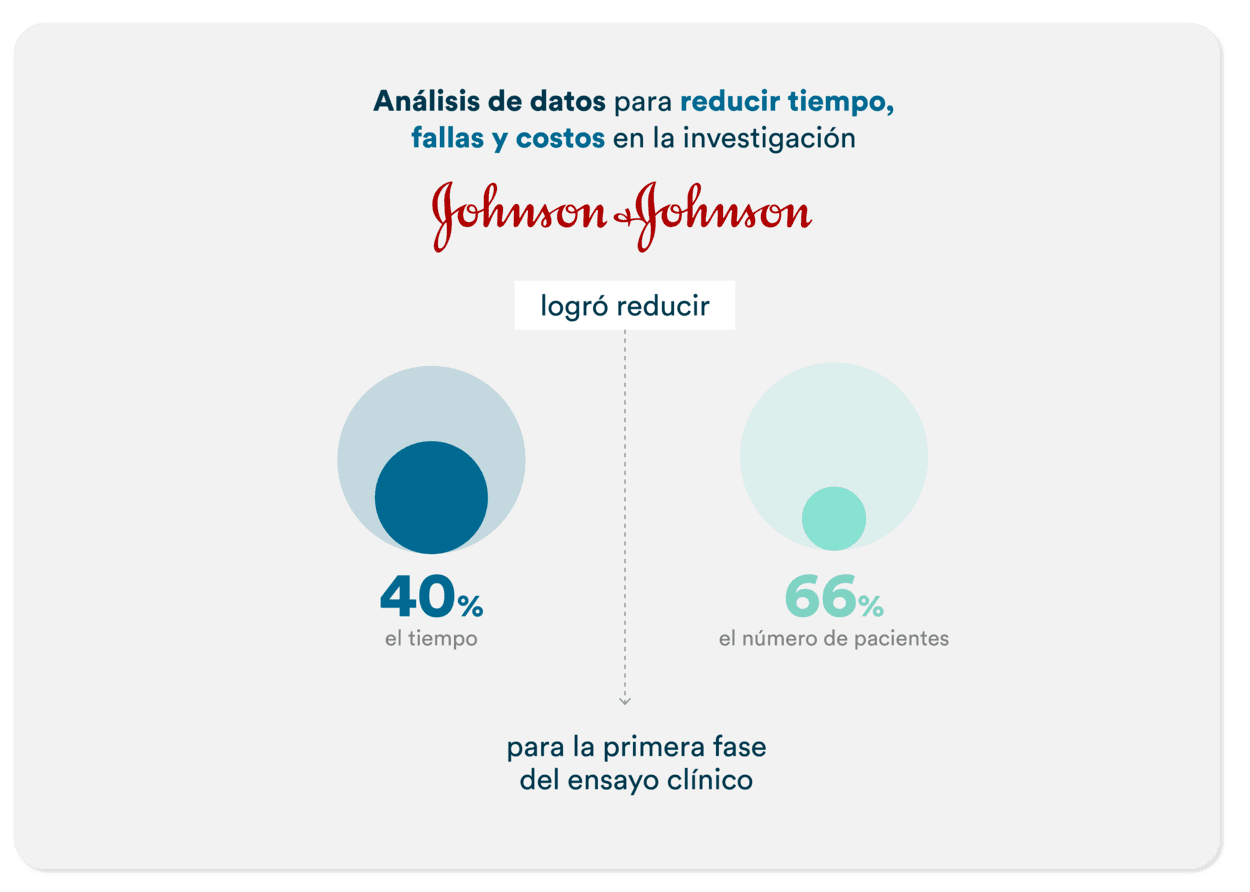 Análisis de datos para reducir tiempo,
fallas y costos en la investigación
Johnson & Johnson
logró reducir
40%
el tiempo
66%
el número de pacientes
para la primera fase
del ensayo clínico